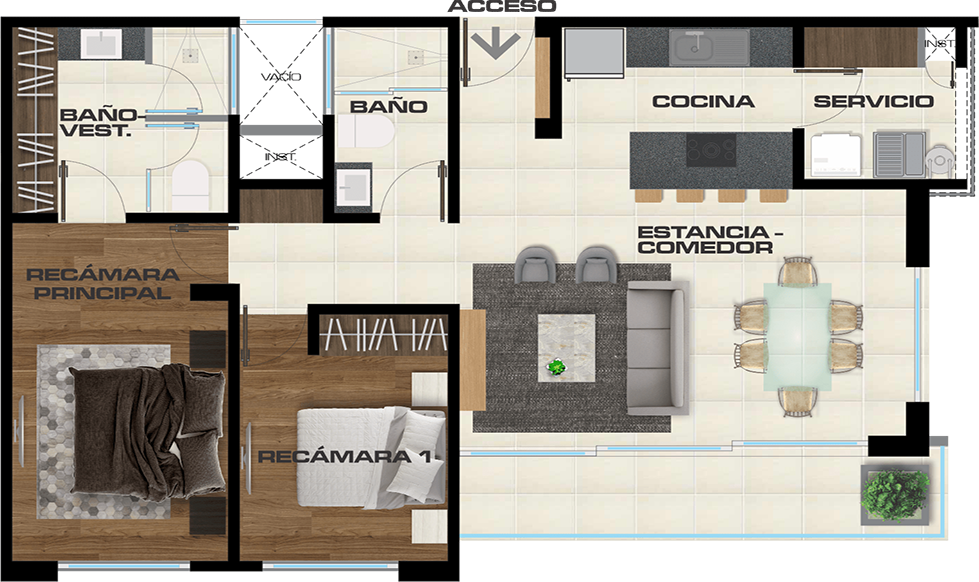 ACCESO
VACÍO
INST.
BAÑO-
VEST.
BAÑO
INST.
COCINA
SERVICIO
ESTANCIA -
COMEDOR
RECÁMARA
PRINCIPAL
RECÁMARA 1